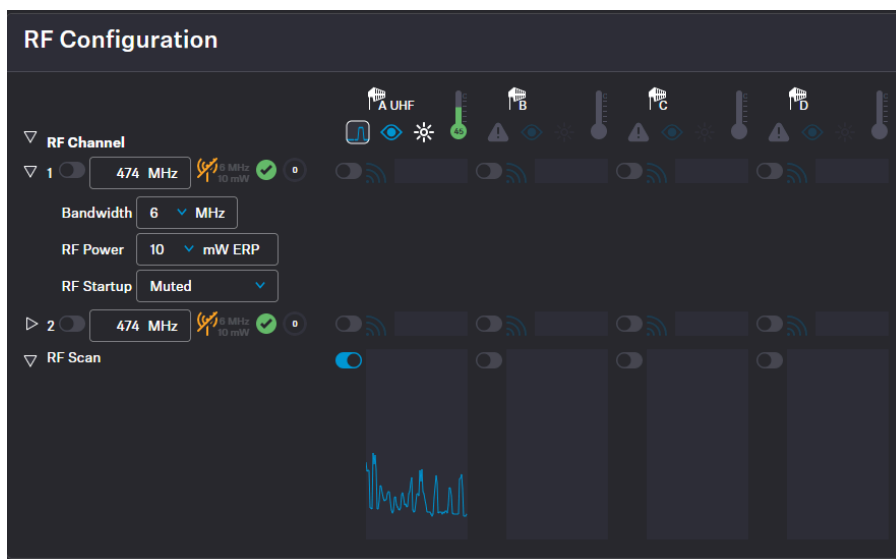 RF Configuration
A UHF
B
C
D
45
RF Channel
1 474 MHz 6 MHz 10 mW 0
Bandwidth 6 MHz
RF Power 10 mW ERP
RF Startup Muted
2 474 MHz 6 MHz 10 mW 0
RF Scan